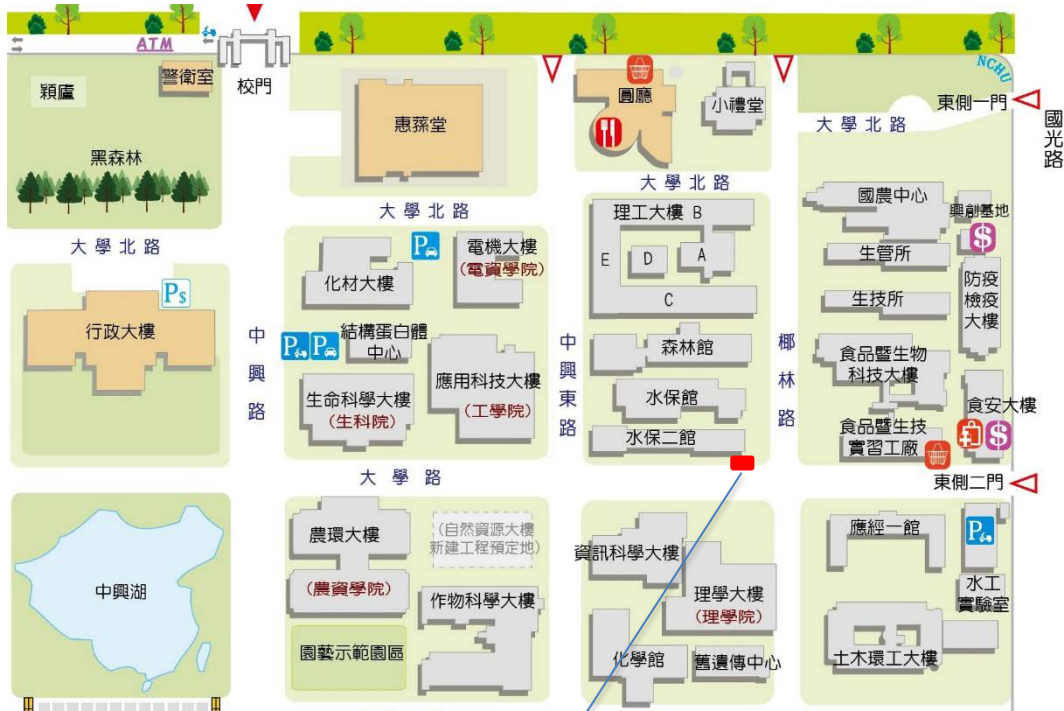 ATM
警衛室
校門
穎廬
黑森林
惠蓀堂
圓廳
小禮堂
NCHU
東側一門
國光路
大學北路
大學北路
大學北路
大學北路
行政大樓
P$
中興路
化材大樓
P
電機大樓
(電資學院)
P
P
結構蛋白體
中心
生命科學大樓
(生科院)
應用科技大樓
(工學院)
中興東路
理工大樓 B
E
D
A
C
森林館
水保館
水保二館
椰林路
國農中心
興創基地
$
生管所
防疫
檢疫
大樓
生技所
食品暨生物
科技大樓
食安大樓
$
食品暨生技
實習工廠
東側二門
大學路
中興湖
農環大樓
(農資學院)
(自然資源大樓
新建工程預定地)
園藝示範園區
作物科學大樓
資訊科學大樓
理學大樓
(理學院)
化學館
舊遺傳中心
應經一館
P
水工
實驗室
土木環工大樓